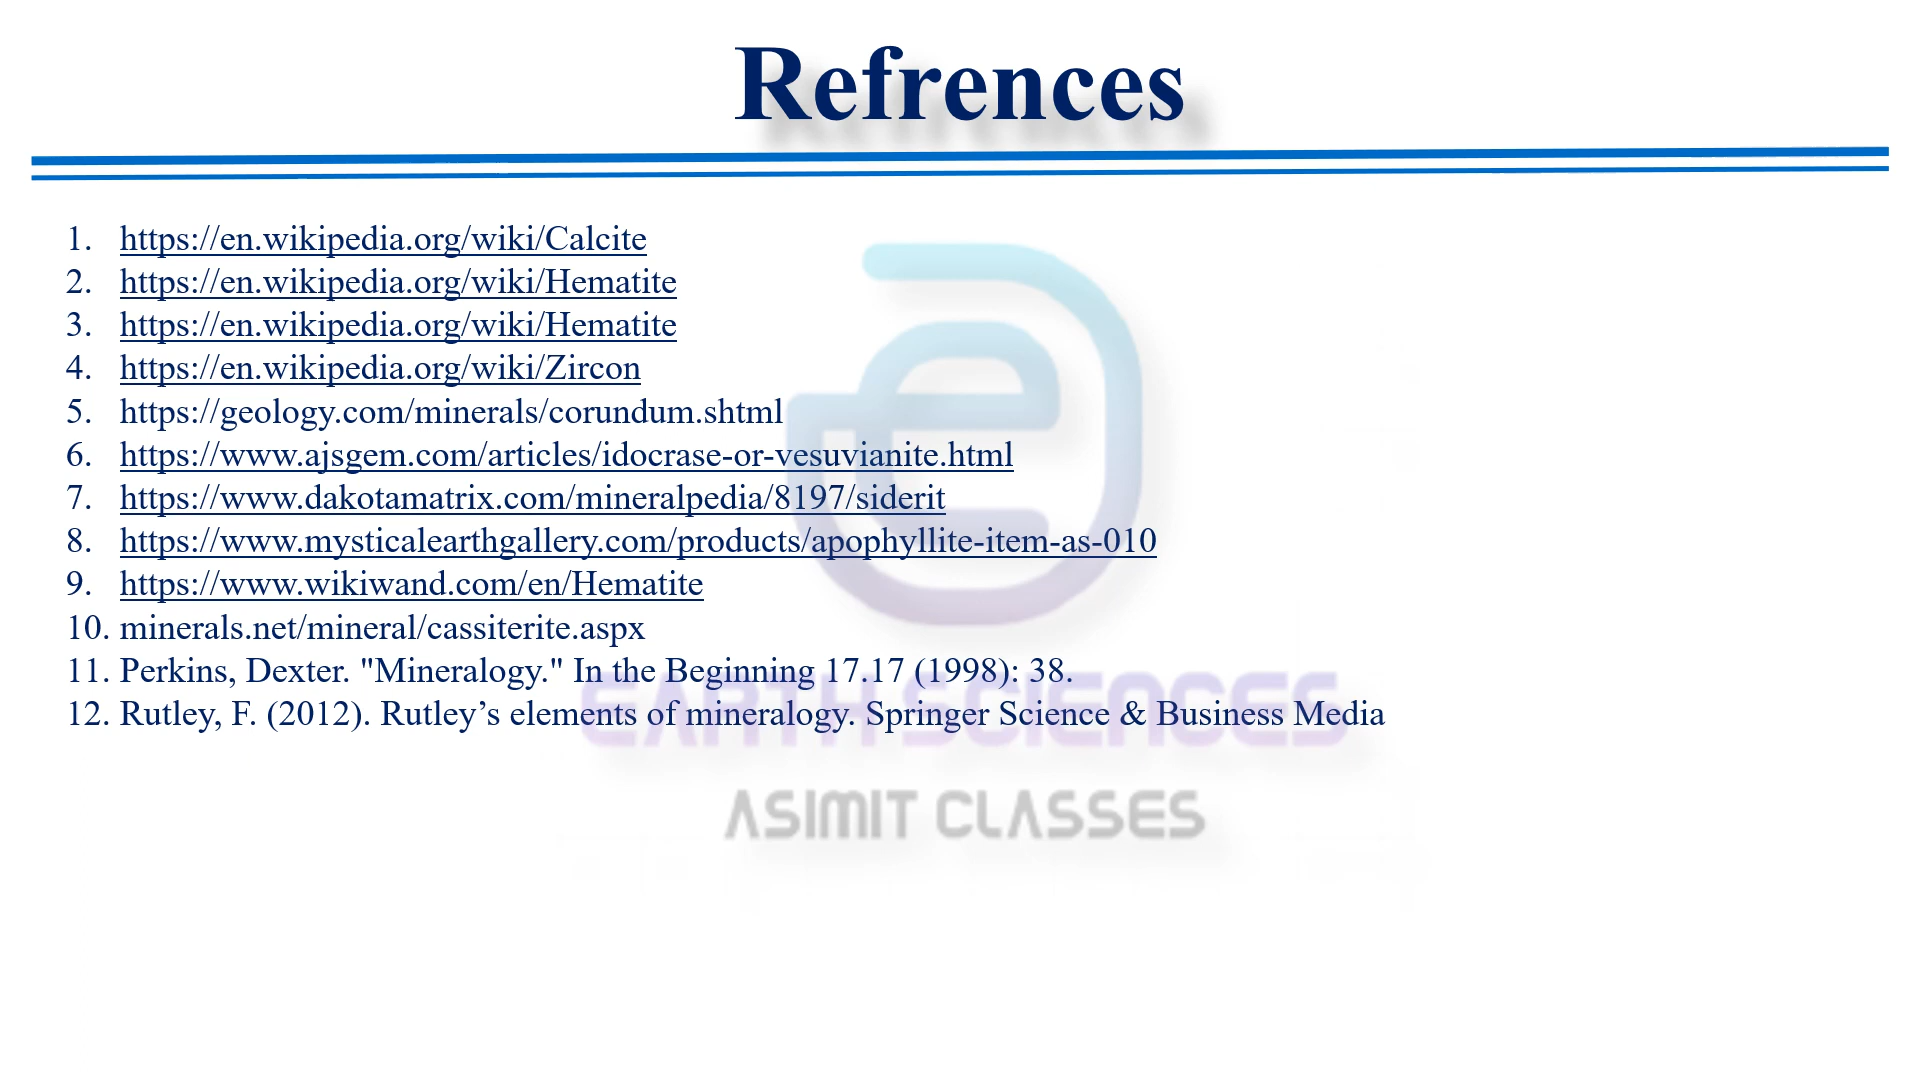 Refrences
1. https://en.wikipedia.org/wiki/Calcite
2. https://en.wikipedia.org/wiki/Hematite
3. https://en.wikipedia.org/wiki/Hematite
4. https://en.wikipedia.org/wiki/Zircon
5. https://geology.com/minerals/corundum.shtml
6. https://www.ajsgem.com/articles/idocrase-or-vesuvianite.html
7. https://www.dakotamatrix.com/mineralpedia/8197/siderit
8. https://www.mysticalearthgallery.com/products/apophyllite-item-as-010
9. https://www.wikiwand.com/en/Hematite
10. minerals.net/mineral/cassiterite.aspx
11. Perkins, Dexter. "Mineralogy." In the Beginning 17.17 (1998): 38.
12. Rutley, F. (2012). Rutley’s elements of mineralogy. Springer Science & Business Media
EARTH SCIENCES
ASIMIT CLASSES